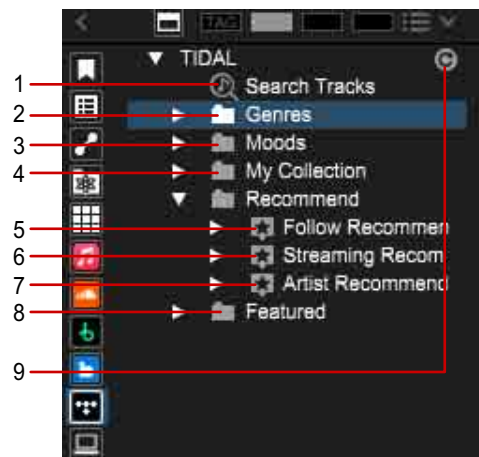 TAG
TIDAL
1 Search Tracks
2 Genres
3 Moods
4 My Collection
Recommend
5 Follow Recommen
6 Streaming Recom
7 Artist Recommend
8 Featured
9